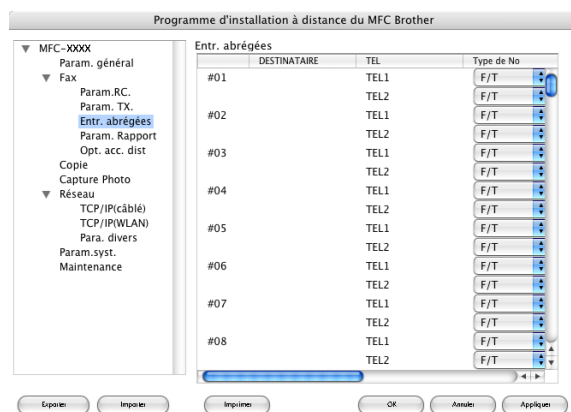 Programme d'installation à distance du MFC Brother
MFC-XXXX
Param. général
Fax
Param.RC.
Param. TX.
Entr. abrégées
Param. Rapport
Opt. acc. dist
Copie
Capture Photo
Réseau
TCP/IP(câblé)
TCP/IP(WLAN)
Para. divers
Param.syst.
Maintenance
Entr. abrégées
DESTINATAIRE TEL Type de No
#01 TEL1 F/T
TEL2 F/T
#02 TEL1 F/T
TEL2 F/T
#03 TEL1 F/T
TEL2 F/T
#04 TEL1 F/T
TEL2 F/T
#05 TEL1 F/T
TEL2 F/T
#06 TEL1 F/T
TEL2 F/T
#07 TEL1 F/T
TEL2 F/T
#08 TEL1 F/T
TEL2 F/T
Exporter Importer Imprimer OK Annuler Appliquer